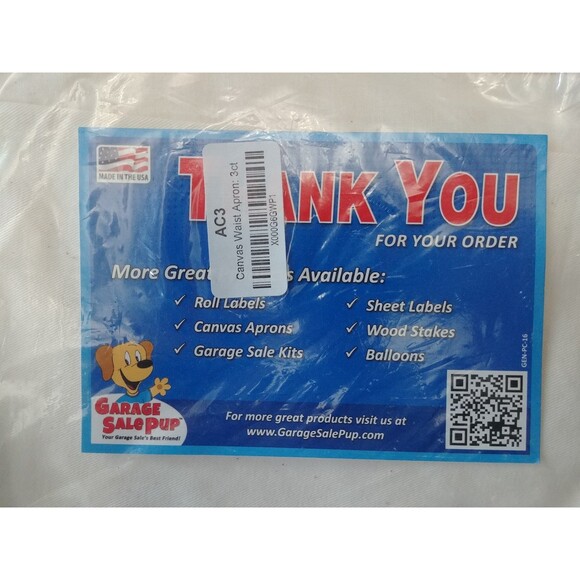 MADE IN THE USA
T ANK YOU
FOR YOUR ORDER
AC3
Canvas Waist Apron: 3ct
X000G6GWP1
More Great s Available:
✓ Roll Labels
✓ Canvas Aprons
✓ Garage Sale Kits
✓ Sheet Labels
✓ Wood Stakes
✓ Balloons
GEN-PC-16
GARAGE
SALE PUP
Your Garage Sale's Best Friend!
For more great products visit us at
www.GarageSalePup.com